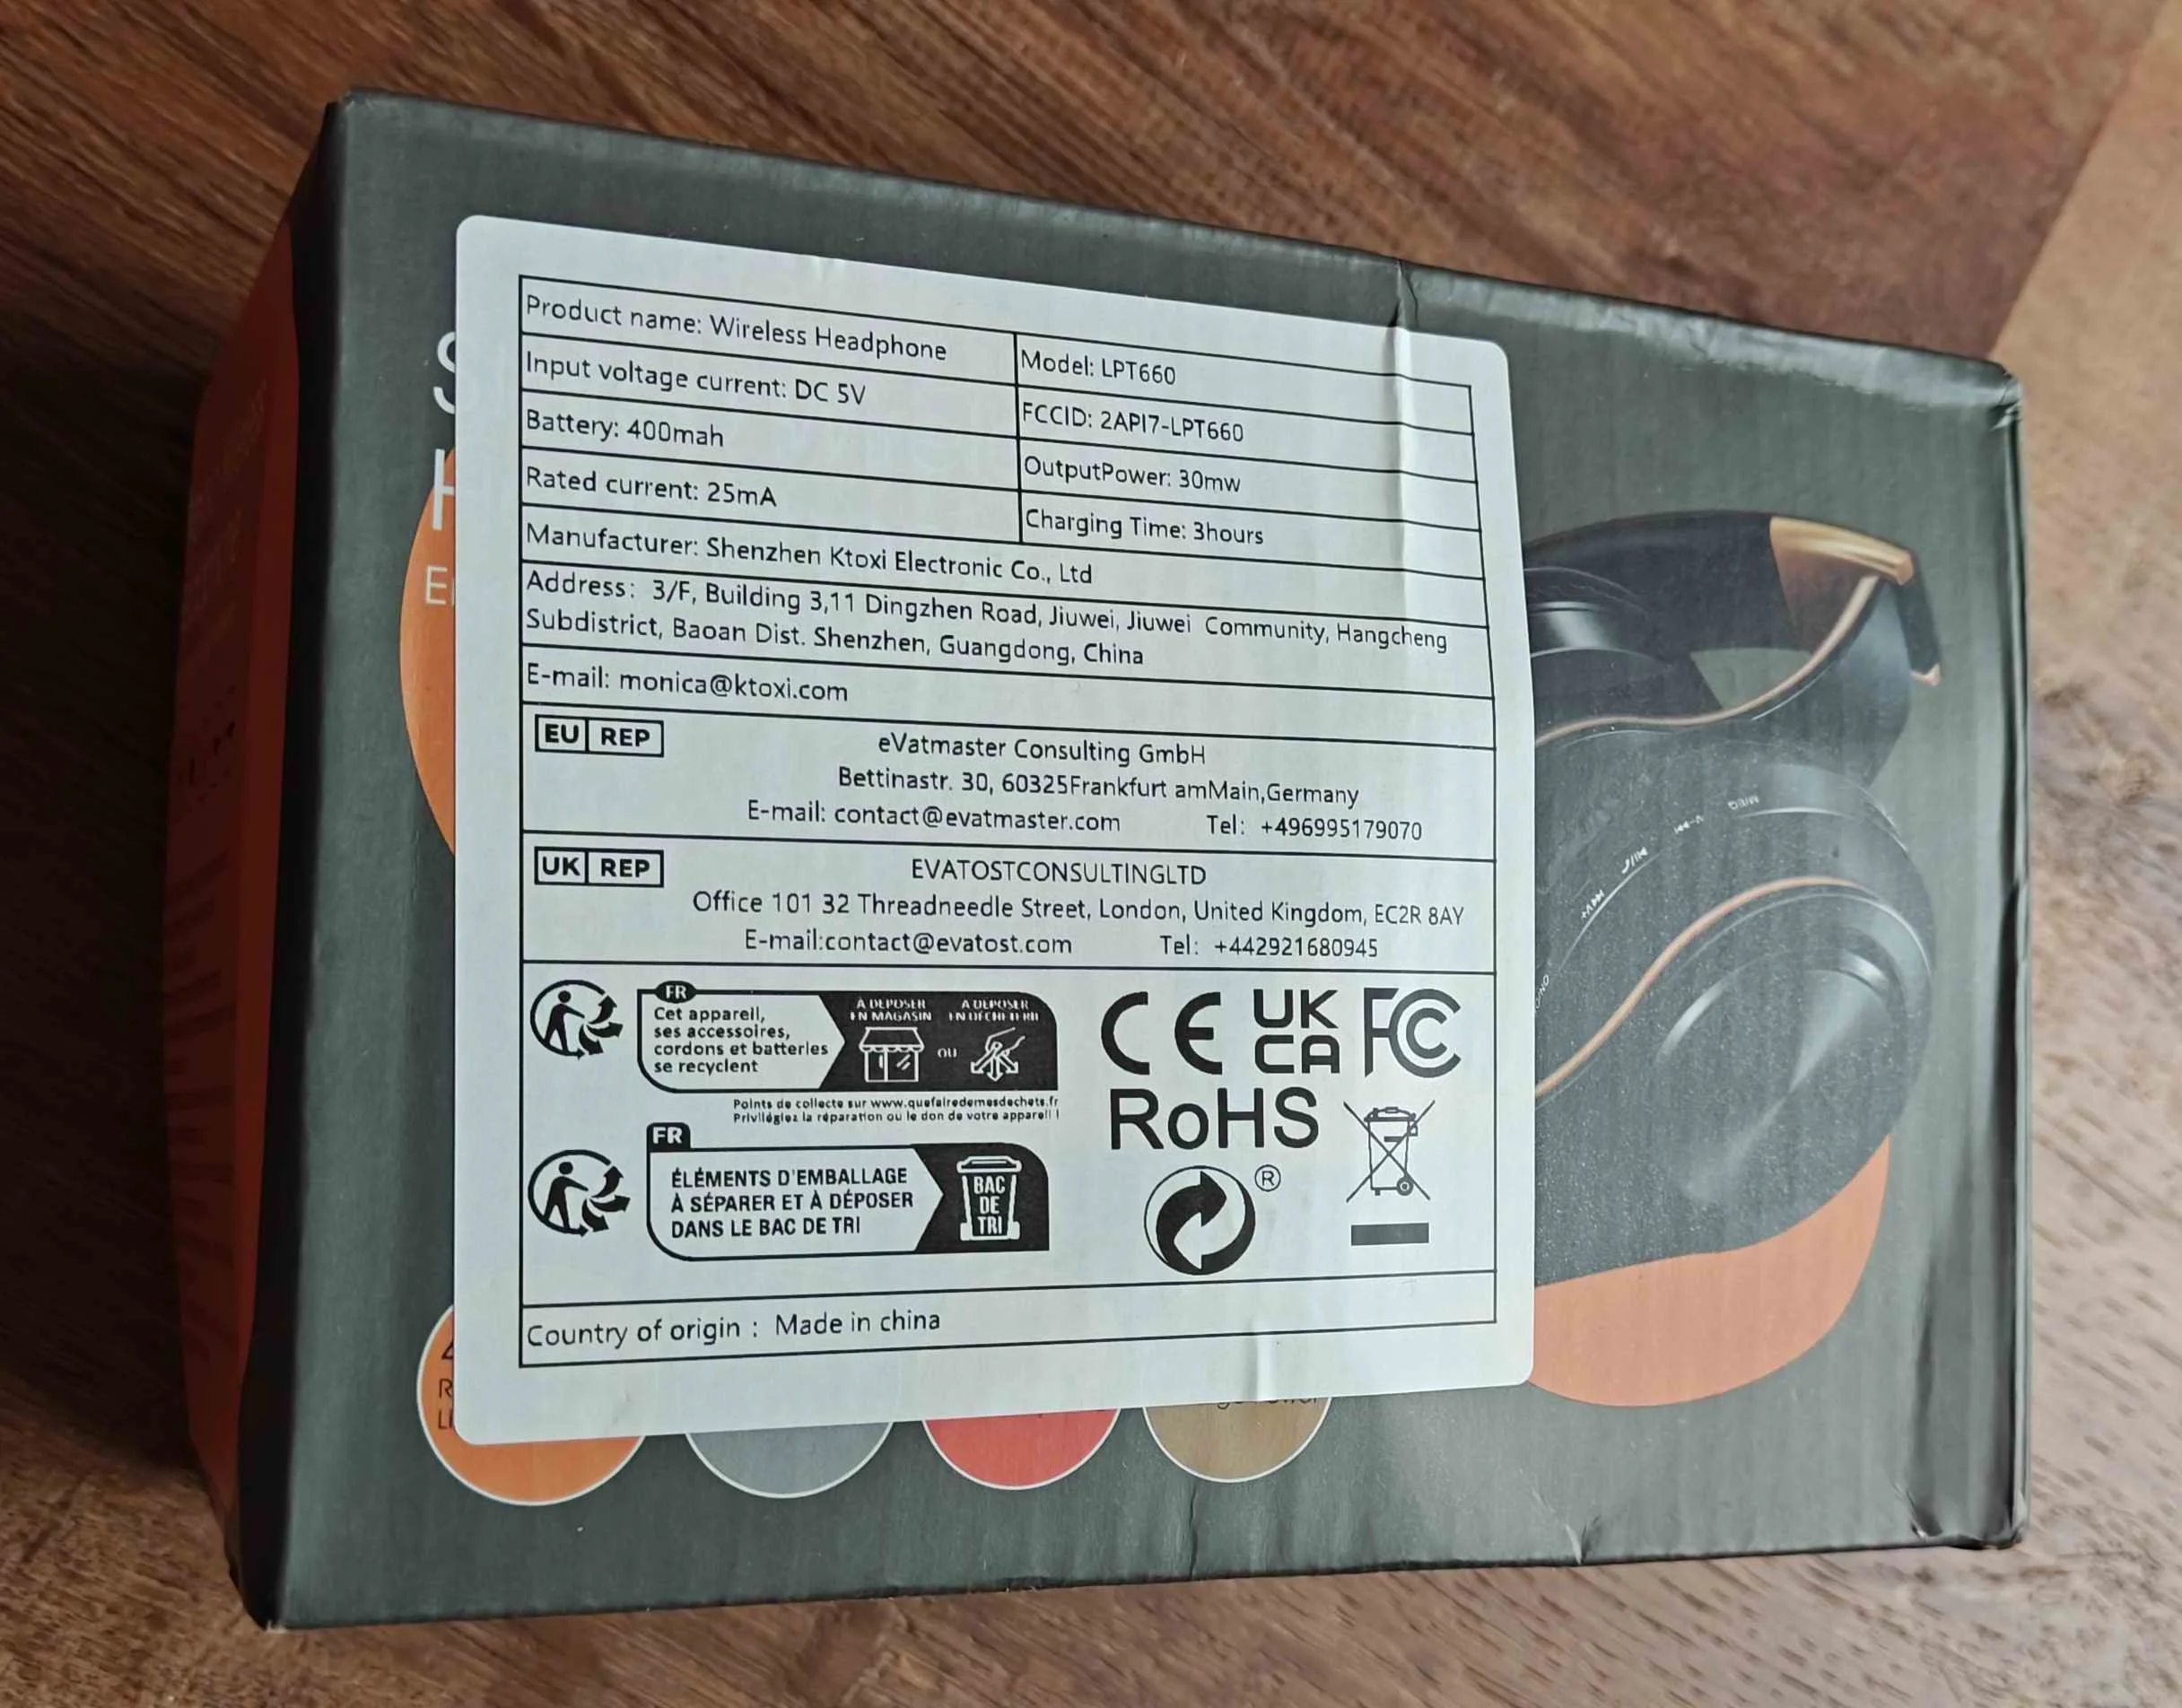 Product name: Wireless Headphone
Model: LPT660
Input voltage current: DC 5V
FCCID: 2API7-LPT660
Battery: 400mah
OutputPower: 30mw
Rated current: 25mA
Charging Time: 3hours
Manufacturer: Shenzhen Ktoxi Electronic Co., Ltd
Address: 3/F, Building 3,11 Dingzhen Road, Jiuwei, Jiuwei Community, Hangcheng
Subdistrict, Baoan Dist. Shenzhen, Guangdong, China
E-mail: monica@ktoxi.com
EU REP
eVatmaster Consulting GmbH
Bettinastr. 30, 60325Frankfurt amMain,Germany
E-mail: contact@evatmaster.com Tel: +496995179070
UK REP
EVATOSTCONSULTINGLTD
Office 101 32 Threadneedle Street, London, United Kingdom, EC2R 8AY
E-mail:contact@evatost.com Tel: +442921680945
FR
Cet appareil,
ses accessoires,
cordons et batteries
se recyclent
À DÉPOSER
EN MAGASIN
OU
À DÉPOSER
EN DÉCHÈTERIE
Points de collecte sur www.quefairedemesdechets.fr
Privilégiez la réparation ou le don de votre appareil !
FR
ÉLÉMENTS D'EMBALLAGE
À SÉPARER ET À DÉPOSER
DANS LE BAC DE TRI
BAC
DE
TRI
CE UK CA FC
RoHS
®
Country of origin : Made in china